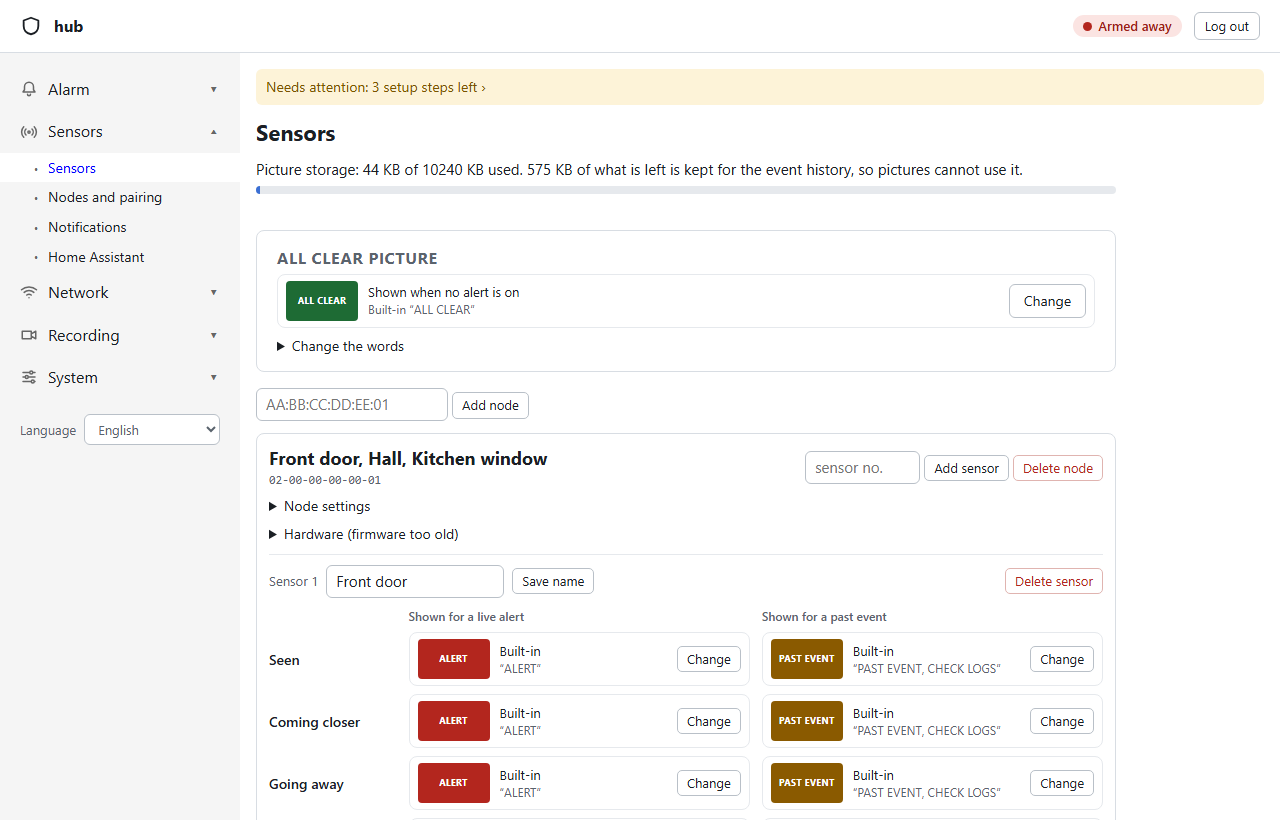 hub
Armed away
Log out
Alarm
Sensors
Sensors
Nodes and pairing
Notifications
Home Assistant
Network
Recording
System
Language
English
Needs attention: 3 setup steps left ›
Sensors
Picture storage: 44 KB of 10240 KB used. 575 KB of what is left is kept for the event history, so pictures cannot use it.
ALL CLEAR PICTURE
ALL CLEAR
Shown when no alert is on
Built-in “ALL CLEAR”
Change
Change the words
AA:BB:CC:DD:EE:01
Add node
Front door, Hall, Kitchen window
02-00-00-00-00-01
sensor no.
Add sensor
Delete node
Node settings
Hardware (firmware too old)
Sensor 1
Front door
Save name
Delete sensor
Shown for a live alert
Shown for a past event
Seen
ALERT
Built-in
“ALERT”
Change
PAST EVENT
Built-in
“PAST EVENT, CHECK LOGS”
Change
Coming closer
ALERT
Built-in
“ALERT”
Change
PAST EVENT
Built-in
“PAST EVENT, CHECK LOGS”
Change
Going away
ALERT
Built-in
“ALERT”
Change
PAST EVENT
Built-in
“PAST EVENT, CHECK LOGS”
Change